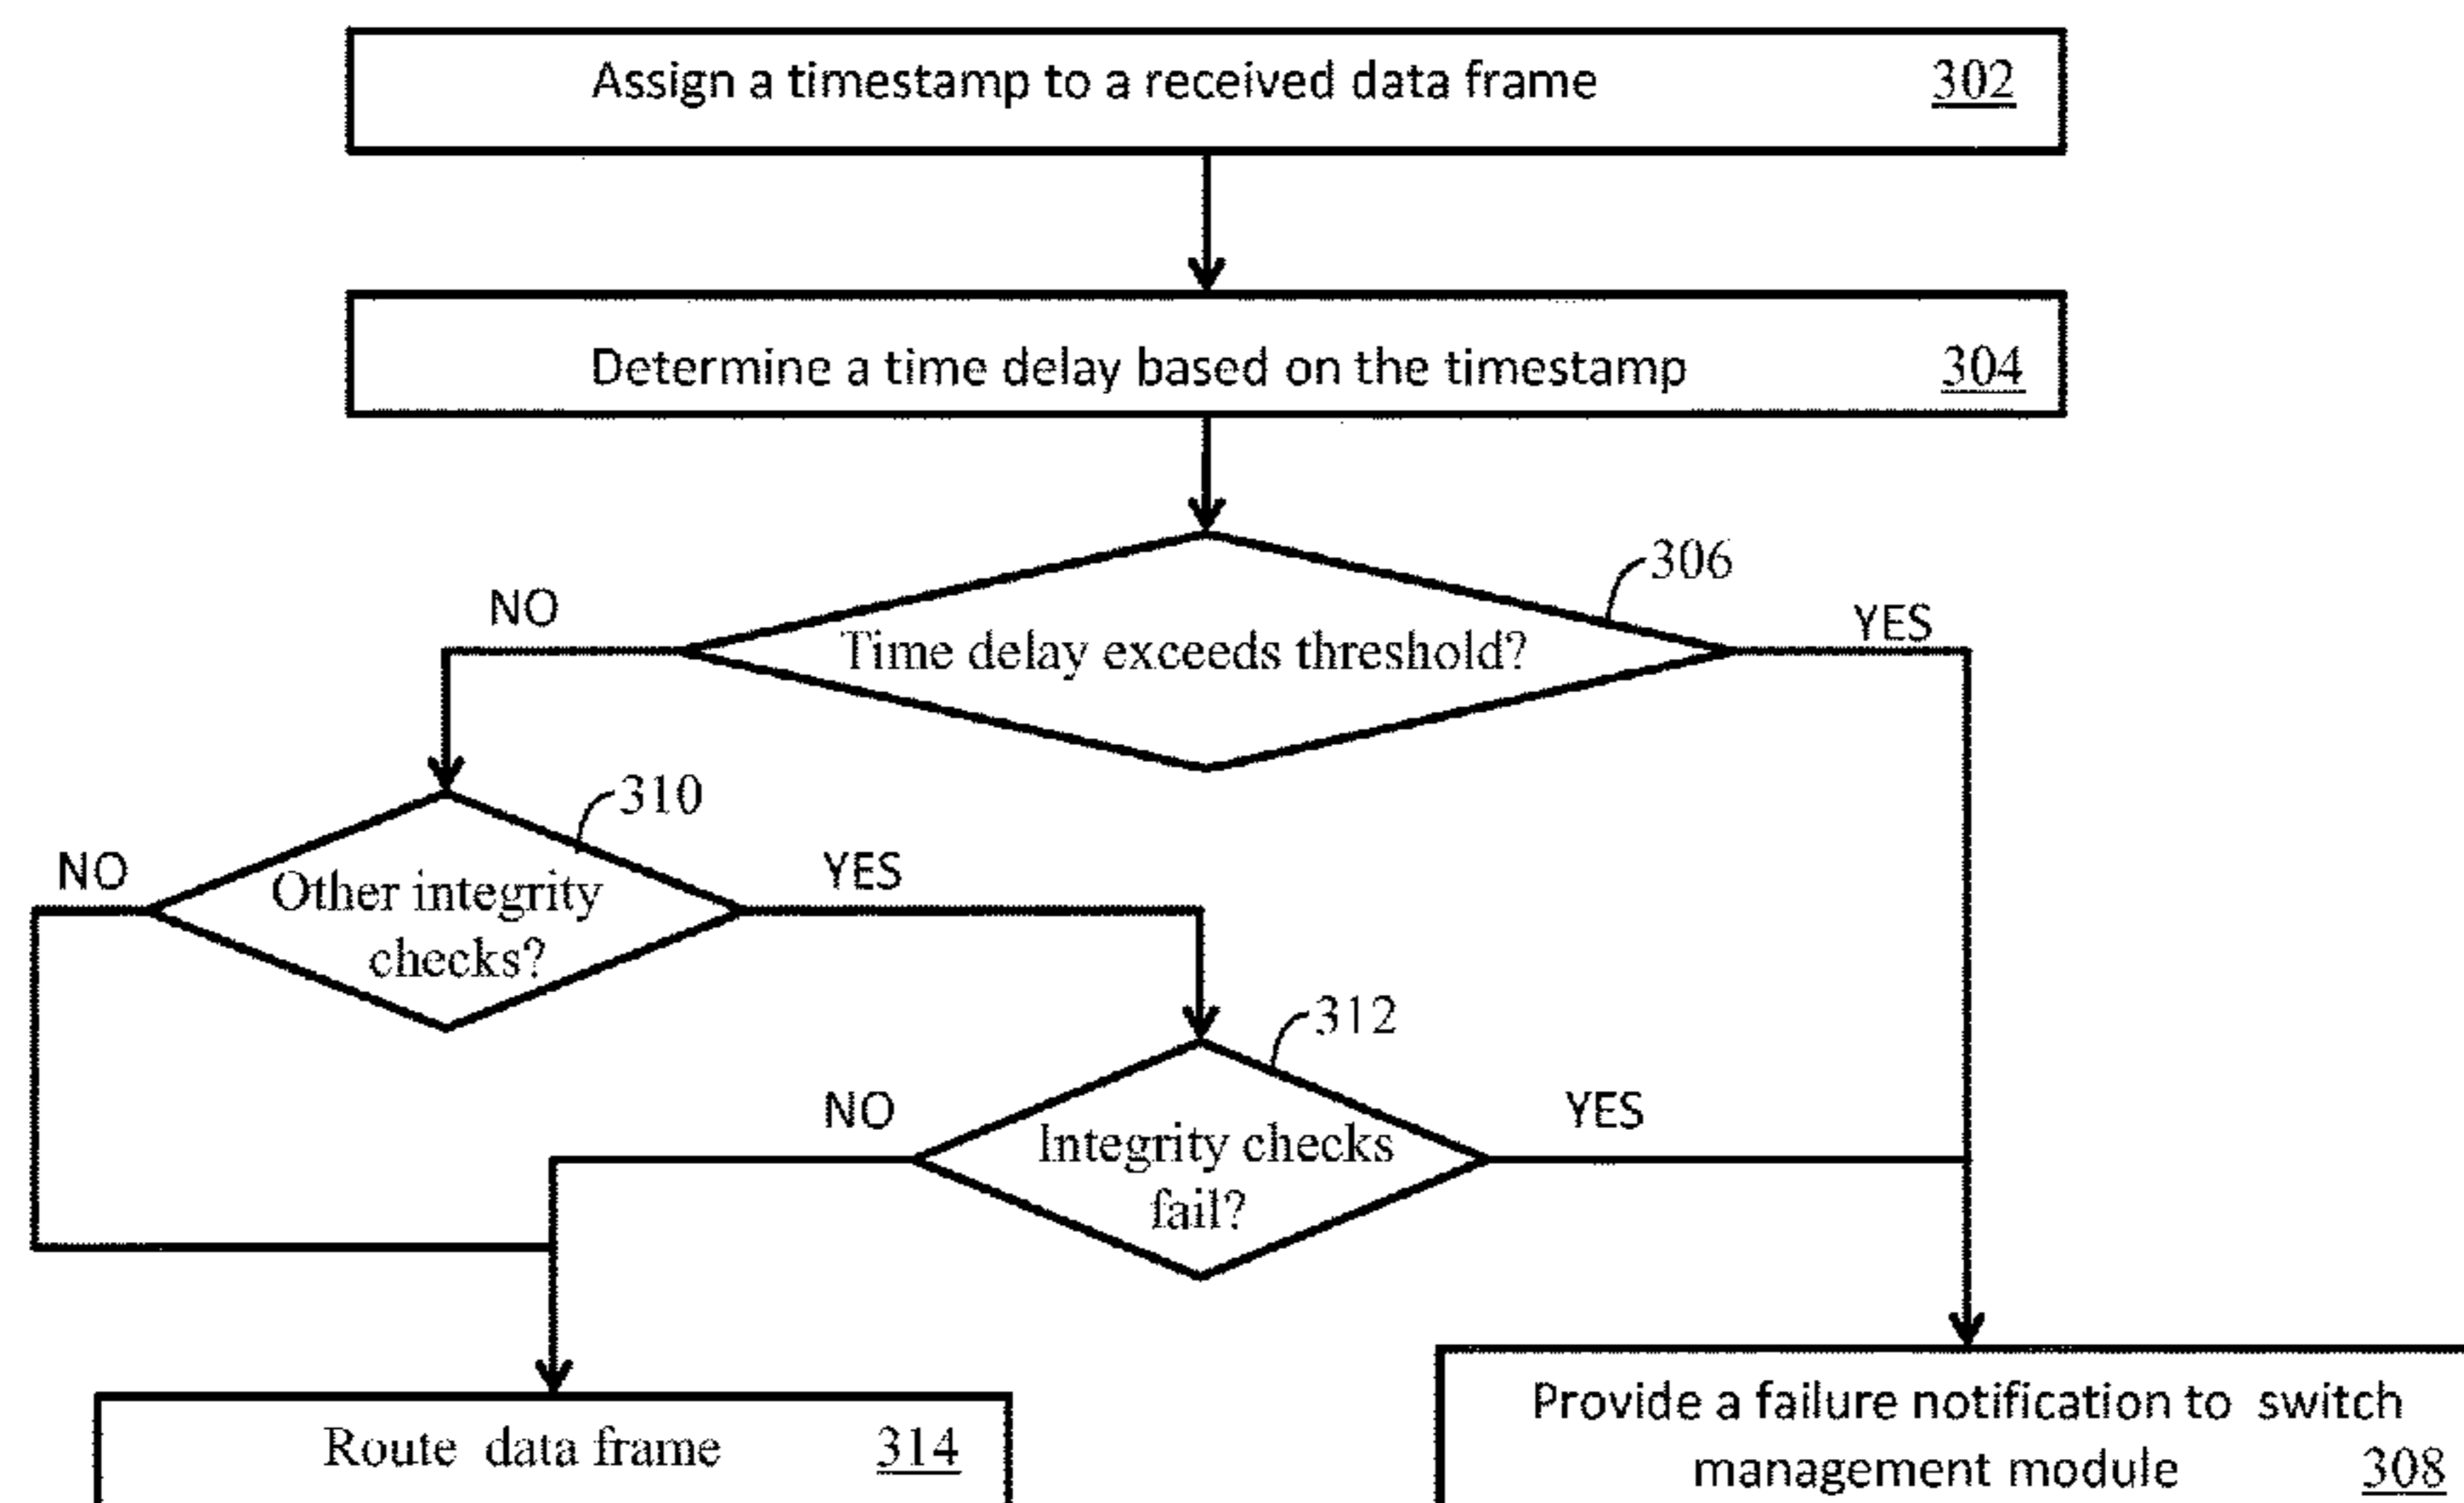 Assign a timestamp to a received data frame 302
Determine a time delay based on the timestamp 304
306
NO
YES
Time delay exceeds threshold?
310
NO
YES
Other integrity
checks?
312
NO
YES
Integrity checks
fail?
Provide a failure notification to switch
management module 308
Route data frame 314